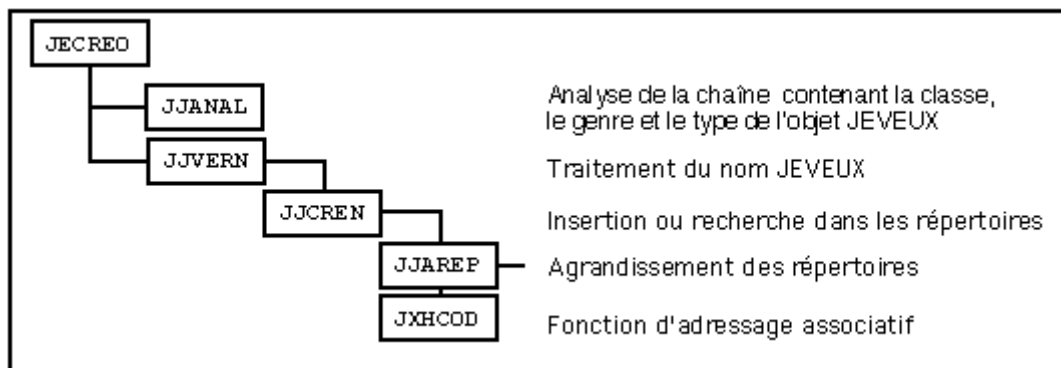 JECREO
JJANAL
Analyse de la chaîne contenant la classe,
le genre et le type de l'objet JEVEUX
JJVERN
Traitement du nom JEVEUX
JJCREN
Insertion ou recherche dans les répertoires
JJAREP
Agrandissement des répertoires
JXHCOD
Fonction d'adressage associatif